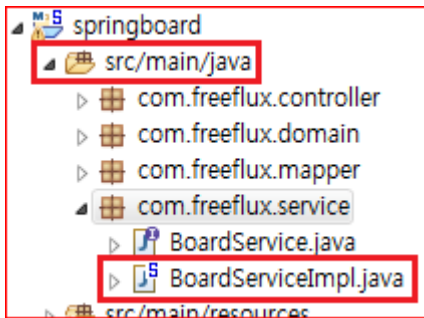 springboard
src/main/java
com.freeflux.controller
com.freeflux.domain
com.freeflux.mapper
com.freeflux.service
BoardService.java
BoardServiceImpl.java
src/main/resources